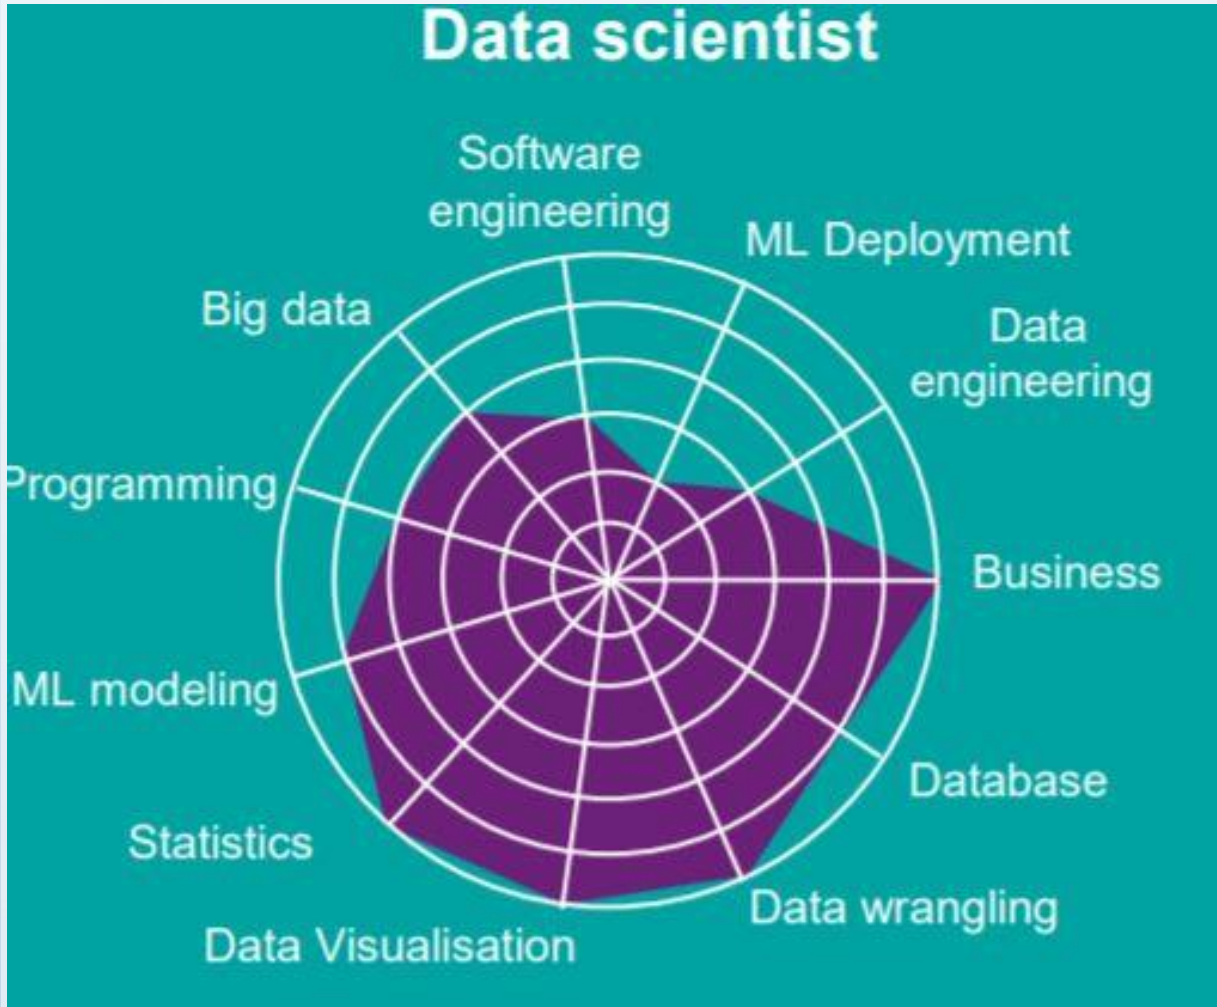 Data scientist
Software
engineering
ML Deployment
Big data
Data
engineering
Programming
Business
ML modeling
Database
Statistics
Data wrangling
Data Visualisation